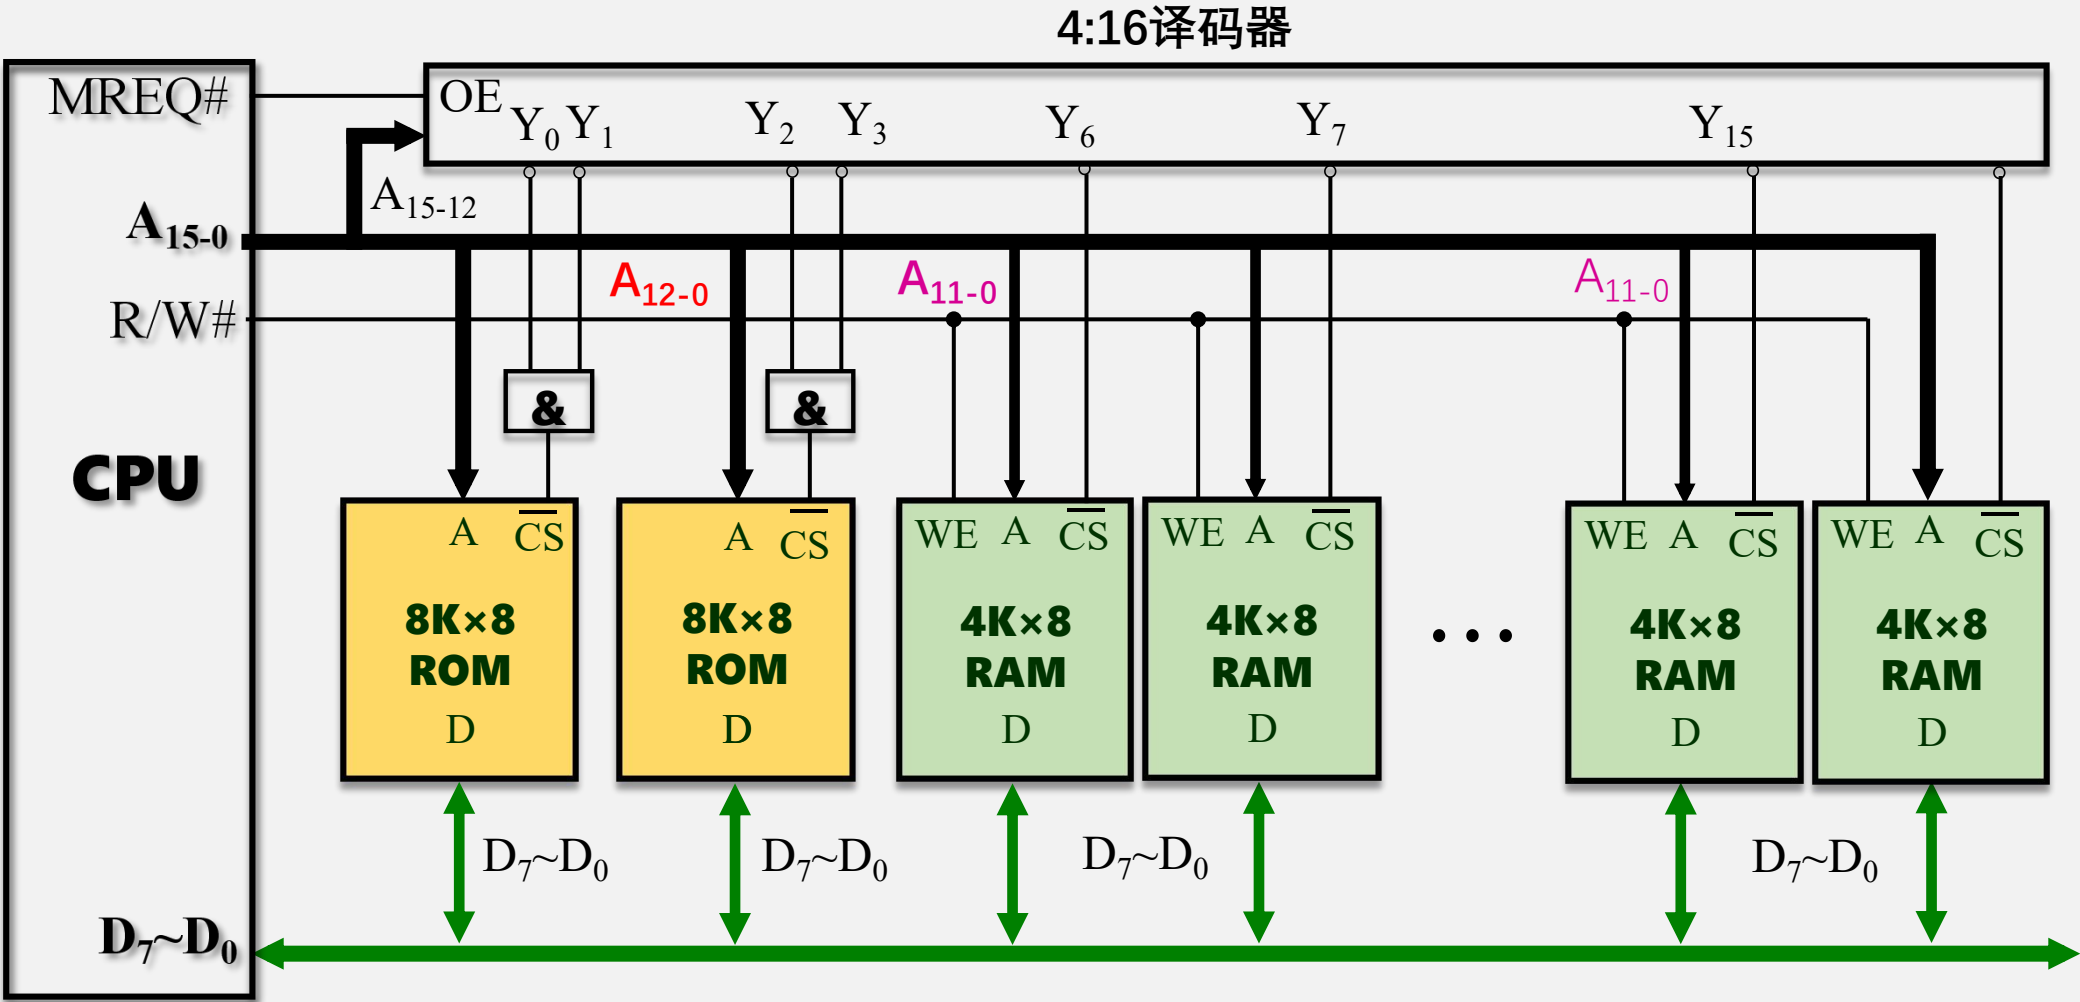 4:16译码器
MREQ#
OE
Y0 Y1 Y2 Y3 Y6 Y7 Y15
A15-12
A15-0
A12-0 A11-0 A11-0
R/W#
& &
CPU
A CS A CS WE A CS WE A CS WE A CS WE A CS
8K×8 8K×8 4K×8 4K×8 4K×8 4K×8
ROM ROM RAM RAM ... RAM RAM
D D D D D D
D7~D0 D7~D0 D7~D0 D7~D0
D7~D0